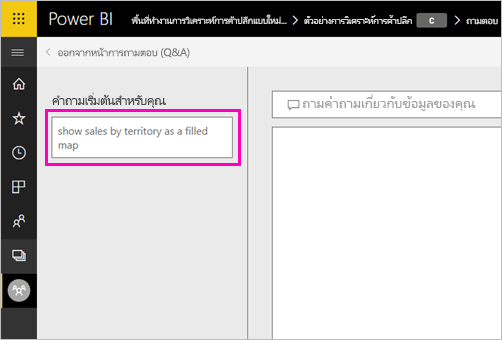 Power BI พื้นที่ทำงานการวิเคราะห์การค้าปลีกแบบใหม่... > ตัวอย่างการวิเคราะห์การค้าปลีก C > ถามตอบ
< ออกจากหน้าการถามตอบ (Q&A)
คำถามเริ่มต้นสำหรับคุณ
ถามคำถามเกี่ยวกับข้อมูลของคุณ
show sales by territory as a filled
map